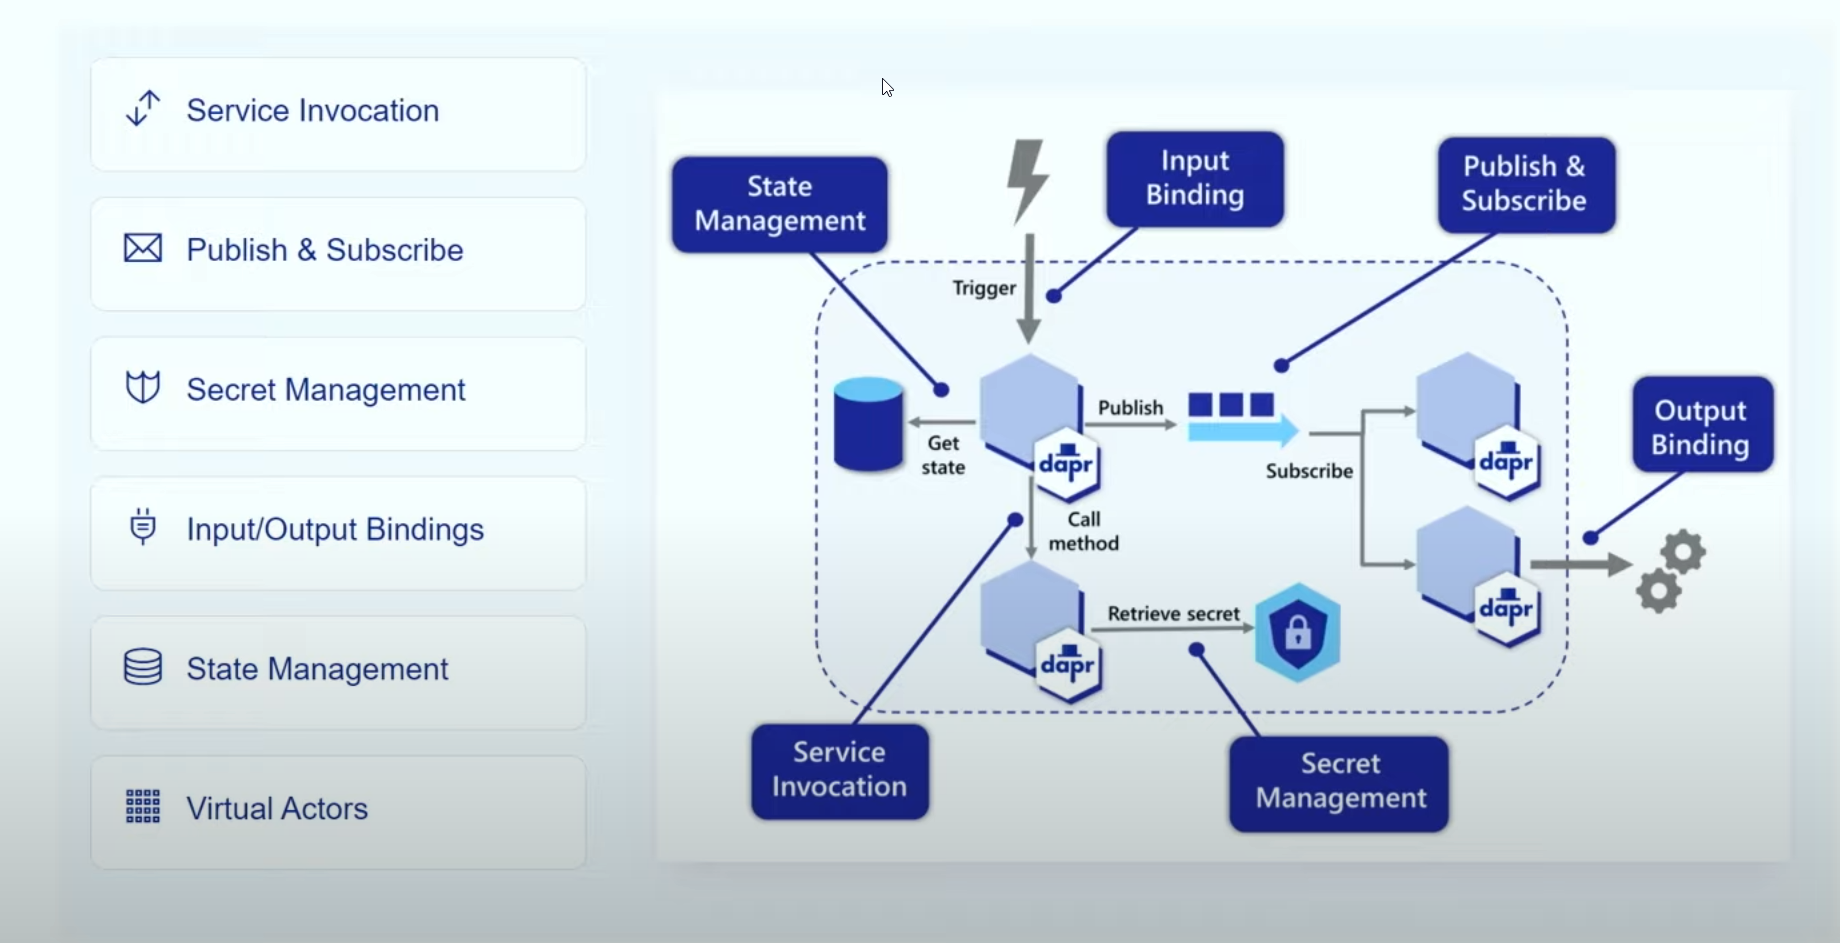 Service Invocation
Publish & Subscribe
Secret Management
Input/Output Bindings
State Management
Virtual Actors
State
Management
Input
Binding
Publish &
Subscribe
Trigger
Get
state
Publish
Subscribe
Output
Binding
dapr
dapr
Call
method
Retrieve secret
dapr
dapr
Service
Invocation
Secret
Management